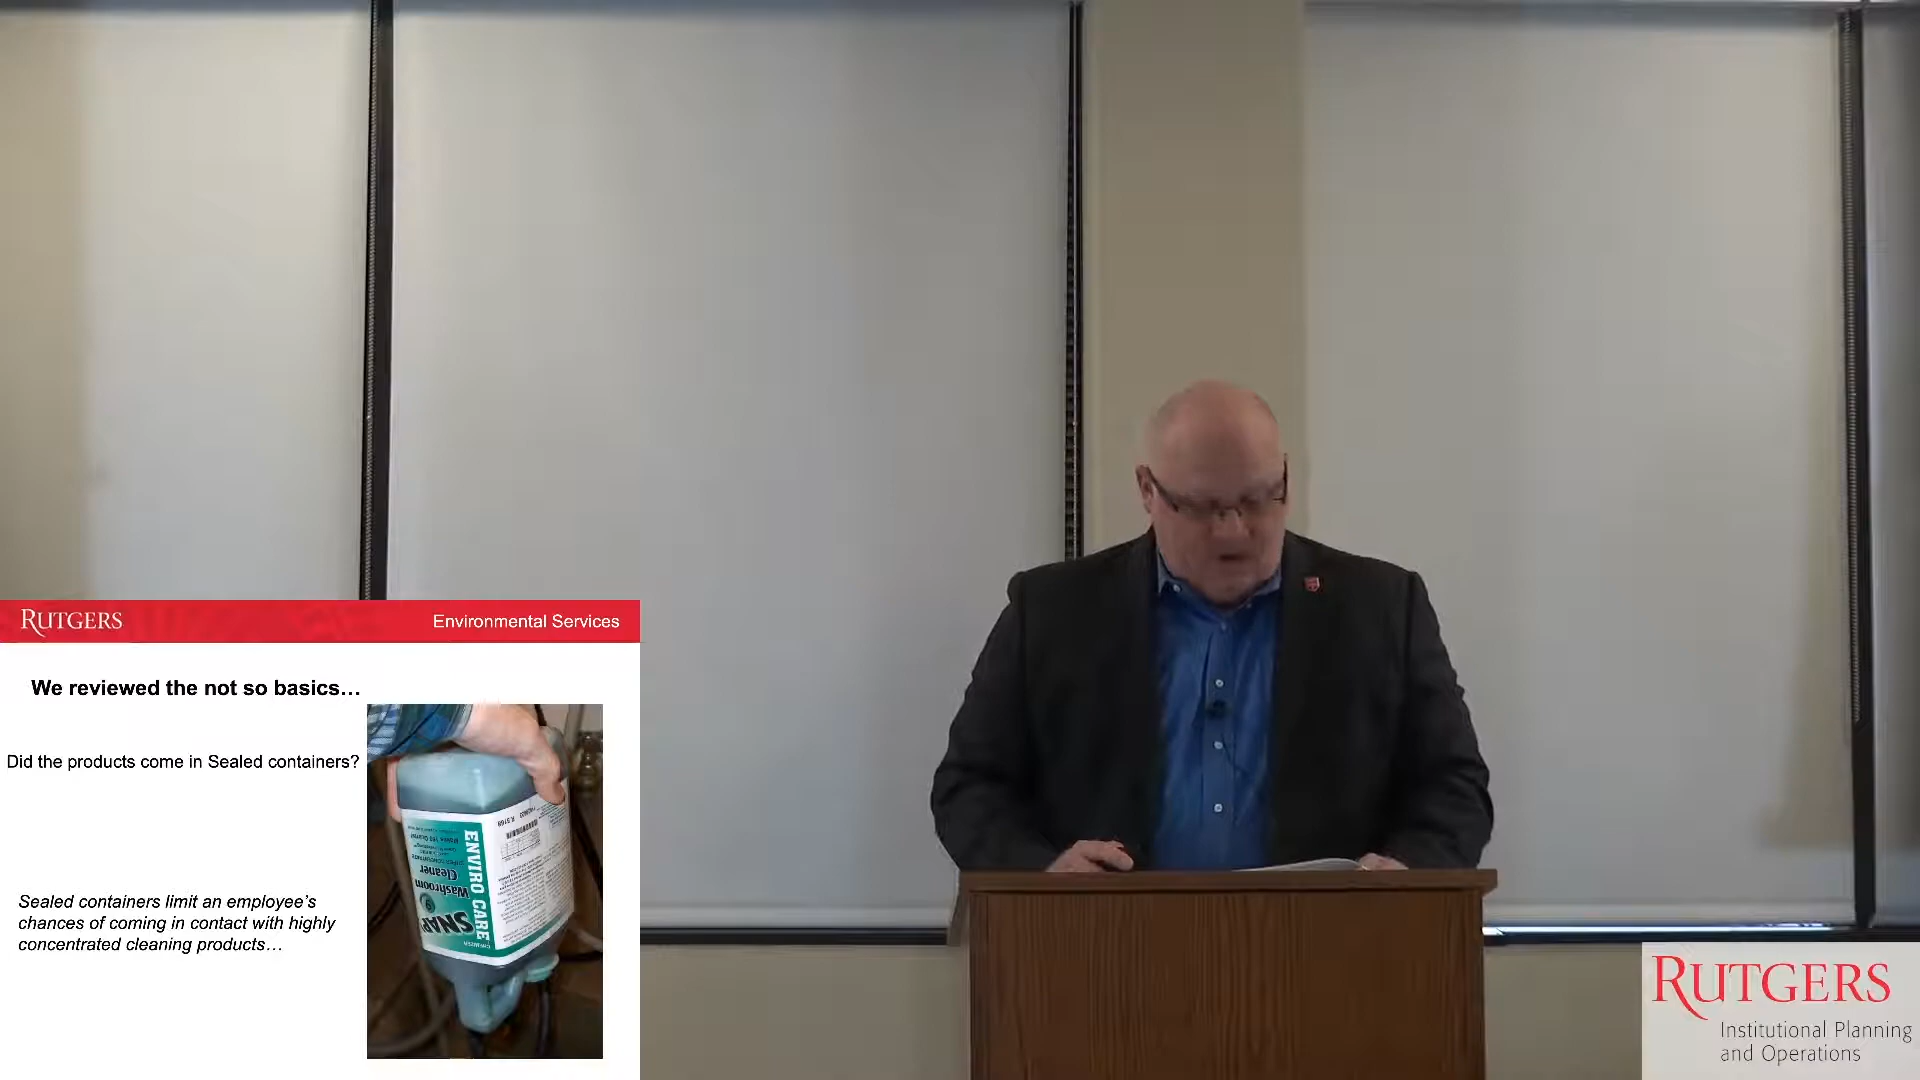 RUTGERS
Environmental Services
We reviewed the not so basics…
Did the products come in Sealed containers?
Sealed containers limit an employee’s
chances of coming in contact with highly
concentrated cleaning products…
ENVIRO CARE
Washroom
Cleaner
SNAP
RUTGERS
Institutional Planning
and Operations